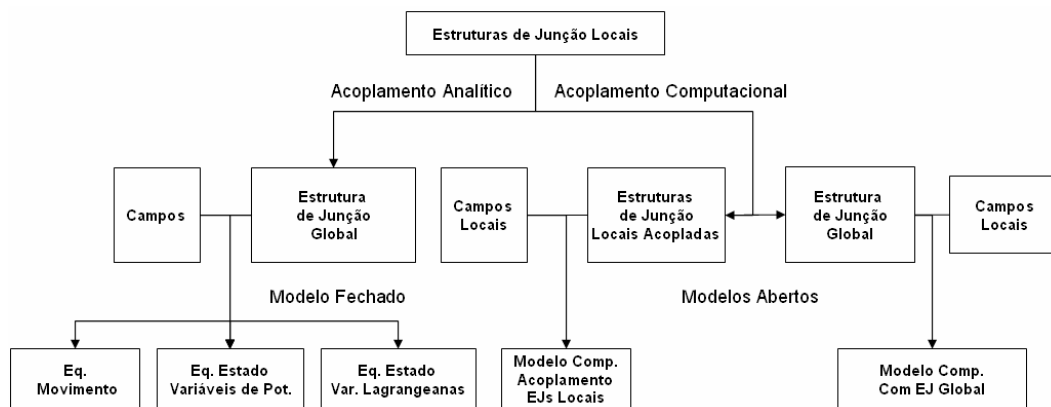 Estruturas de Junção Locais
Acoplamento Analítico
Acoplamento Computacional
Campos
Estrutura
de Junção
Global
Campos
Locais
Estruturas
de Junção
Locais Acopladas
Estrutura
de Junção
Global
Campos
Locais
Modelo Fechado
Modelos Abertos
Eq.
Movimento
Eq. Estado
Variáveis de Pot.
Eq. Estado
Var. Lagrangeanas
Modelo Comp.
Acoplamento
EJs Locais
Modelo Comp.
Com EJ Global